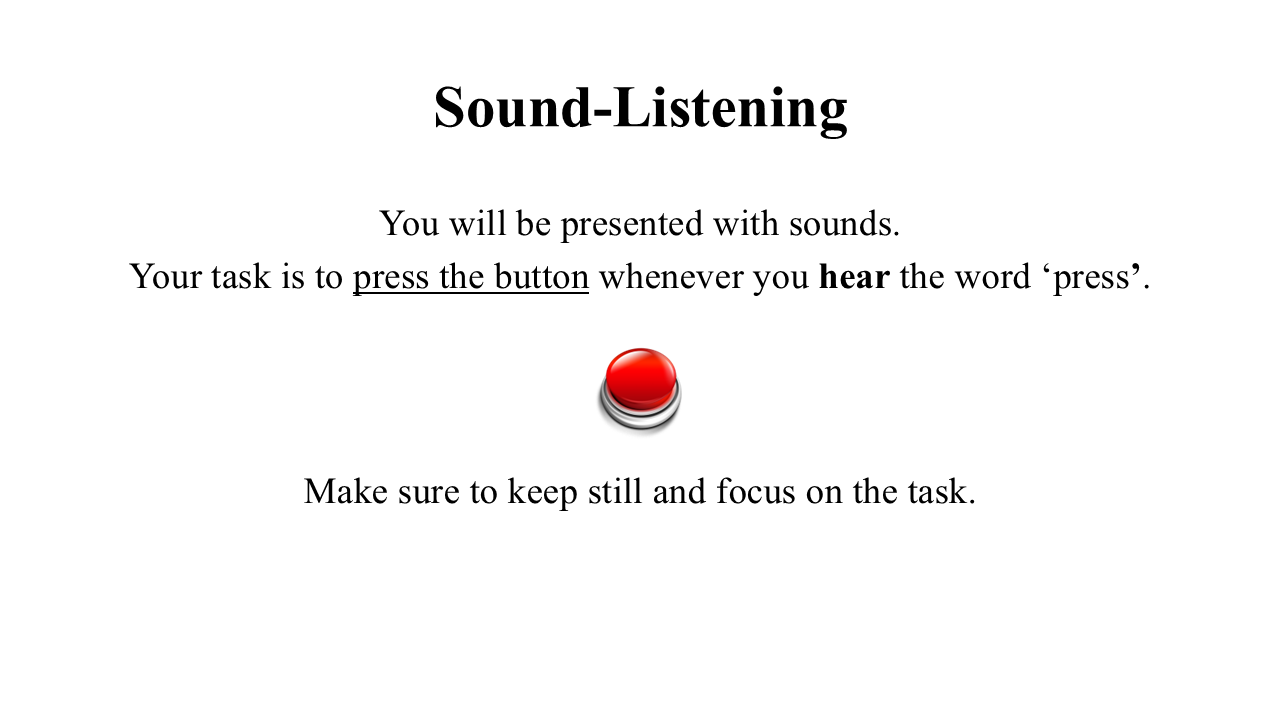 Sound-Listening
You will be presented with sounds.
Your task is to press the button whenever you hear the word ‘press’.
Make sure to keep still and focus on the task.